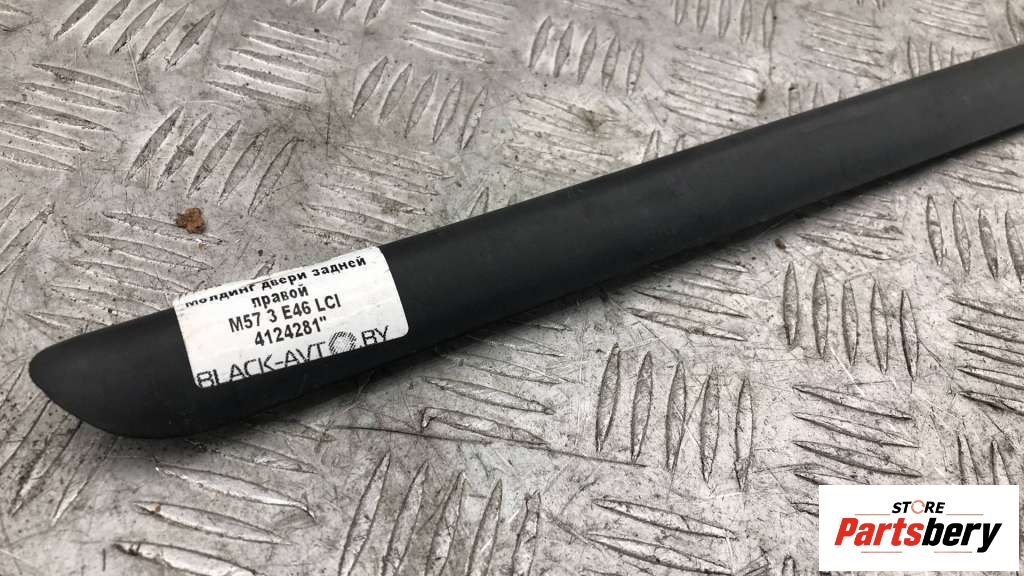 Молдинг двери задней
правой
M57 3 E46 LCI
4124281"
BLACK-AVTO.BY
STORE
Partsbery